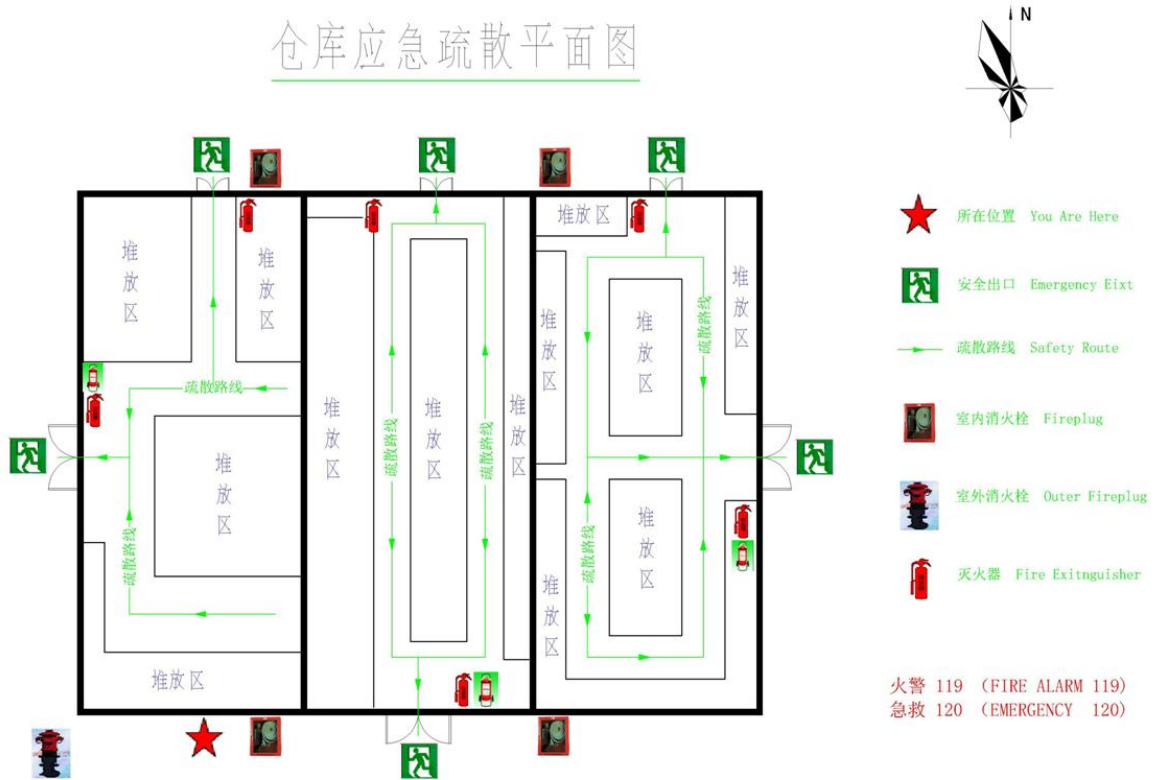 仓库应急疏散平面图
N
堆放区
堆放区
堆放区
疏散路线
堆放区
疏散路线
堆放区
堆放区
堆放区
堆放区
疏散路线
疏散路线
堆放区
堆放区
堆放区
堆放区
疏散路线
堆放区
疏散路线
堆放区
所在位置 You Are Here
安全出口 Emergency Eixt
疏散路线 Safety Route
室内消火栓 Fireplug
室外消火栓 Outer Fireplug
灭火器 Fire Exitnguisher
火警 119 (FIRE ALARM 119)
急救 120 (EMERGENCY 120)